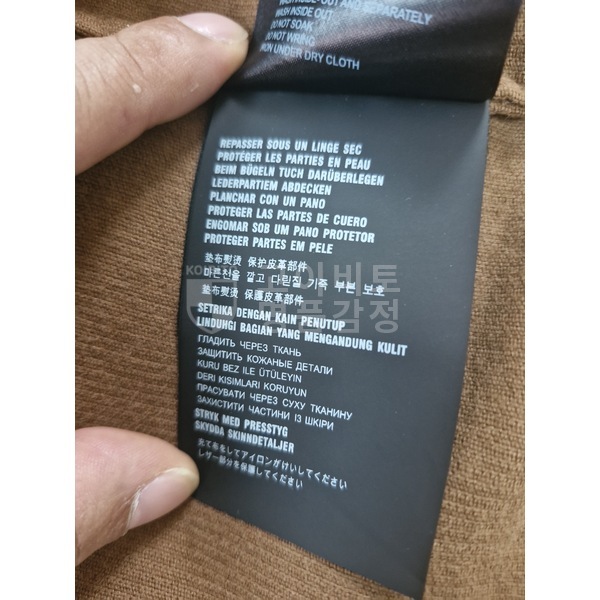 WASH INSIDE-OUT AND SEPARATELY
WASH INSIDE OUT
DO NOT SOAK
DO NOT WRING
IRON UNDER DRY CLOTH
REPASSER SOUS UN LINGE SEC
PROTÉGER LES PARTIES EN PEAU
BEIM BÜGELN TUCH DARÜBERLEGEN
LEDERPARTIEM ABDECKEN
PLANCHAR CON UN PANO
PROTEGER LAS PARTES DE CUERO
ENGOMAR SOB UM PANO PROTETOR
PROTEGER PARTES EM PELE
垫布熨烫 保护皮革部件
마른천을 깔고 다림질 가죽 부분 보호
墊布熨燙 保護皮革部件
SETRIKA DENGAN KAIN PENUTUP
LINDUNGI BAGIAN YANG MENGANDUNG KULIT
ГЛАДИТЬ ЧЕРЕЗ ТКАНЬ
ЗАЩИТИТЬ КОЖАНЫЕ ДЕТАЛИ
KURU BEZ ILE ÜTÜLEYIN
DERI KISIMLARI KORUYUN
ПРАСУВАТИ ЧЕРЕЗ СУХУ ТКАНИНУ
ЗАХИСТИТИ ЧАСТИНИ ІЗ ШКІРИ
STRYK MED PRESSTYG
SKYDDA SKINNDETALJER
当て布をしてアイロンがけしてください
レザー部分を保護してください